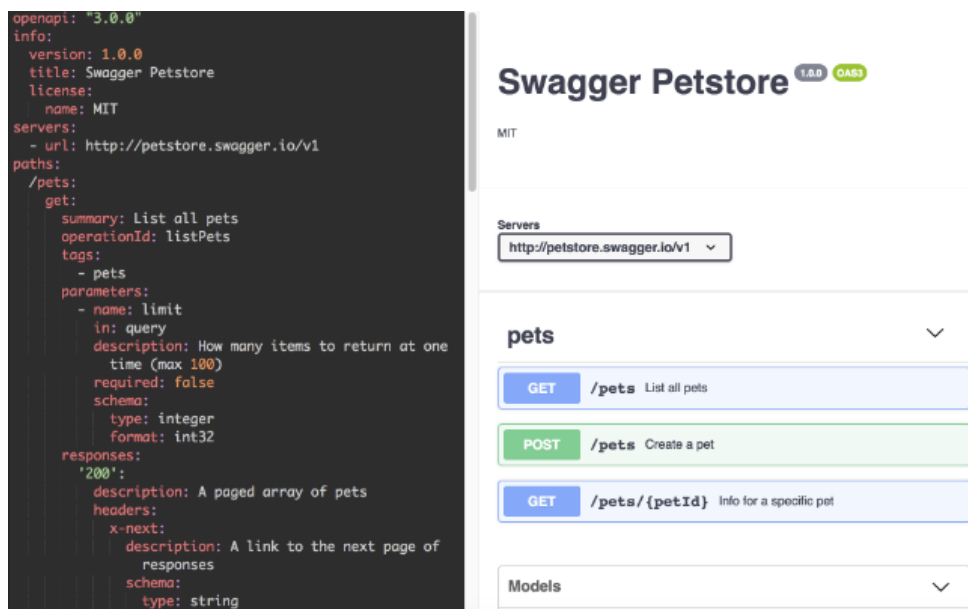 openapi: "3.0.0"
info:
version: 1.0.0
title: Swagger Petstore
license:
name: MIT
servers:
- url: http://petstore.swagger.io/v1
paths:
/pets:
get:
summary: List all pets
operationId: listPets
tags:
- pets
parameters:
- name: limit
in: query
description: How many items to return at one
time (max 100)
required: false
schema:
type: integer
format: int32
responses:
'200':
description: A paged array of pets
headers:
x-next:
description: A link to the next page of
responses
schema:
type: string
Swagger Petstore 1.0.0 OAS3
MIT
Servers
http://petstore.swagger.io/v1
pets
GET /pets List all pets
POST /pets Create a pet
GET /pets/{petId} Info for a specific pet
Models